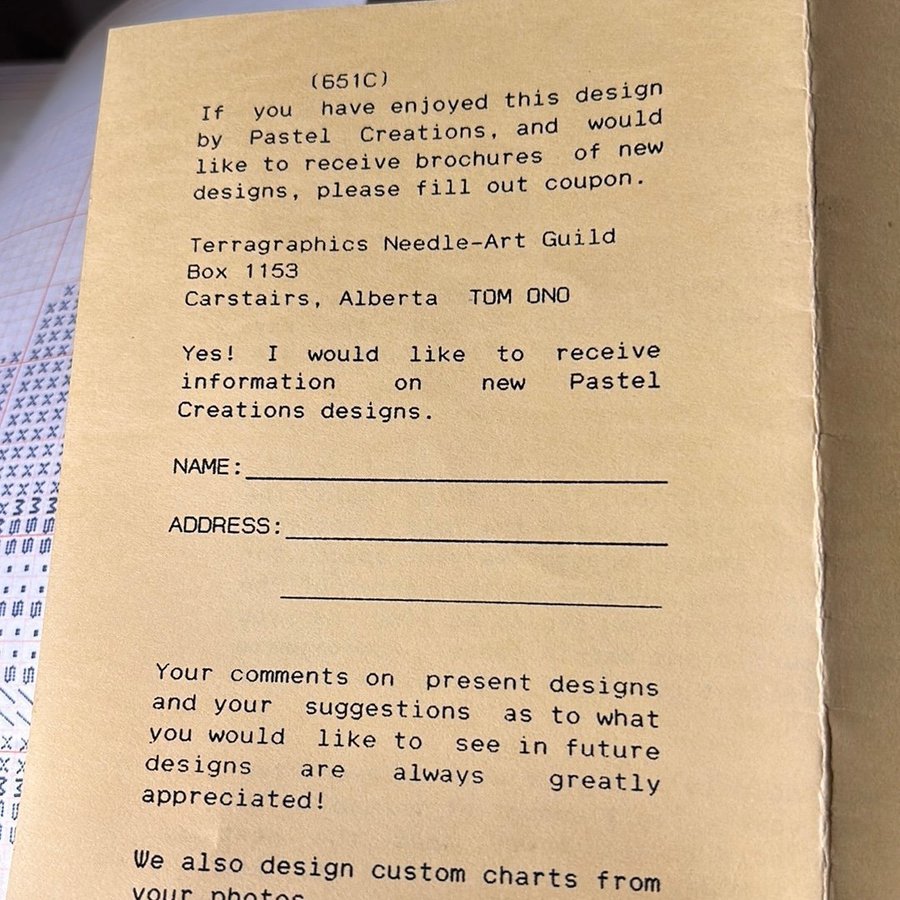 (651C)
If you have enjoyed this design
by Pastel Creations, and would
like to receive brochures of new
designs, please fill out coupon.
Terragraphics Needle-Art Guild
Box 1153
Carstairs, Alberta TOM ONO
Yes! I would like to receive
information on new Pastel
Creations designs.
NAME:
ADDRESS:
Your comments on present designs
and your suggestions as to what
you would like to see in future
designs are always greatly
appreciated!
We also design custom charts from
your photos